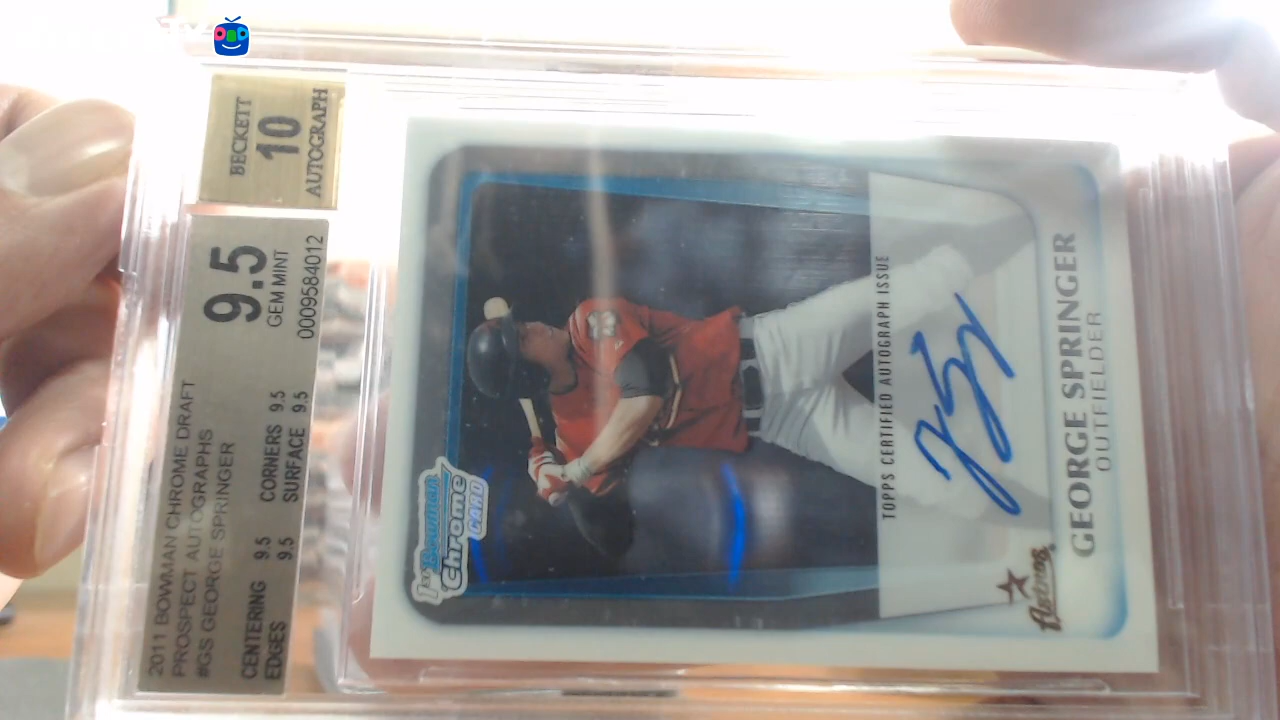 BECKETT
10
AUTOGRAPH
9.5
GEM MINT
0009584012
2011 BOWMAN CHROME DRAFT
PROSPECT AUTOGRAPHS
#GS GEORGE SPRINGER
CENTERING 9.5 CORNERS 9.5
EDGES 9.5 SURFACE 9.5
1st Bowman
Chrome
CARD
TOPPS CERTIFIED AUTOGRAPH ISSUE
Astros
GEORGE SPRINGER
OUTFIELDER